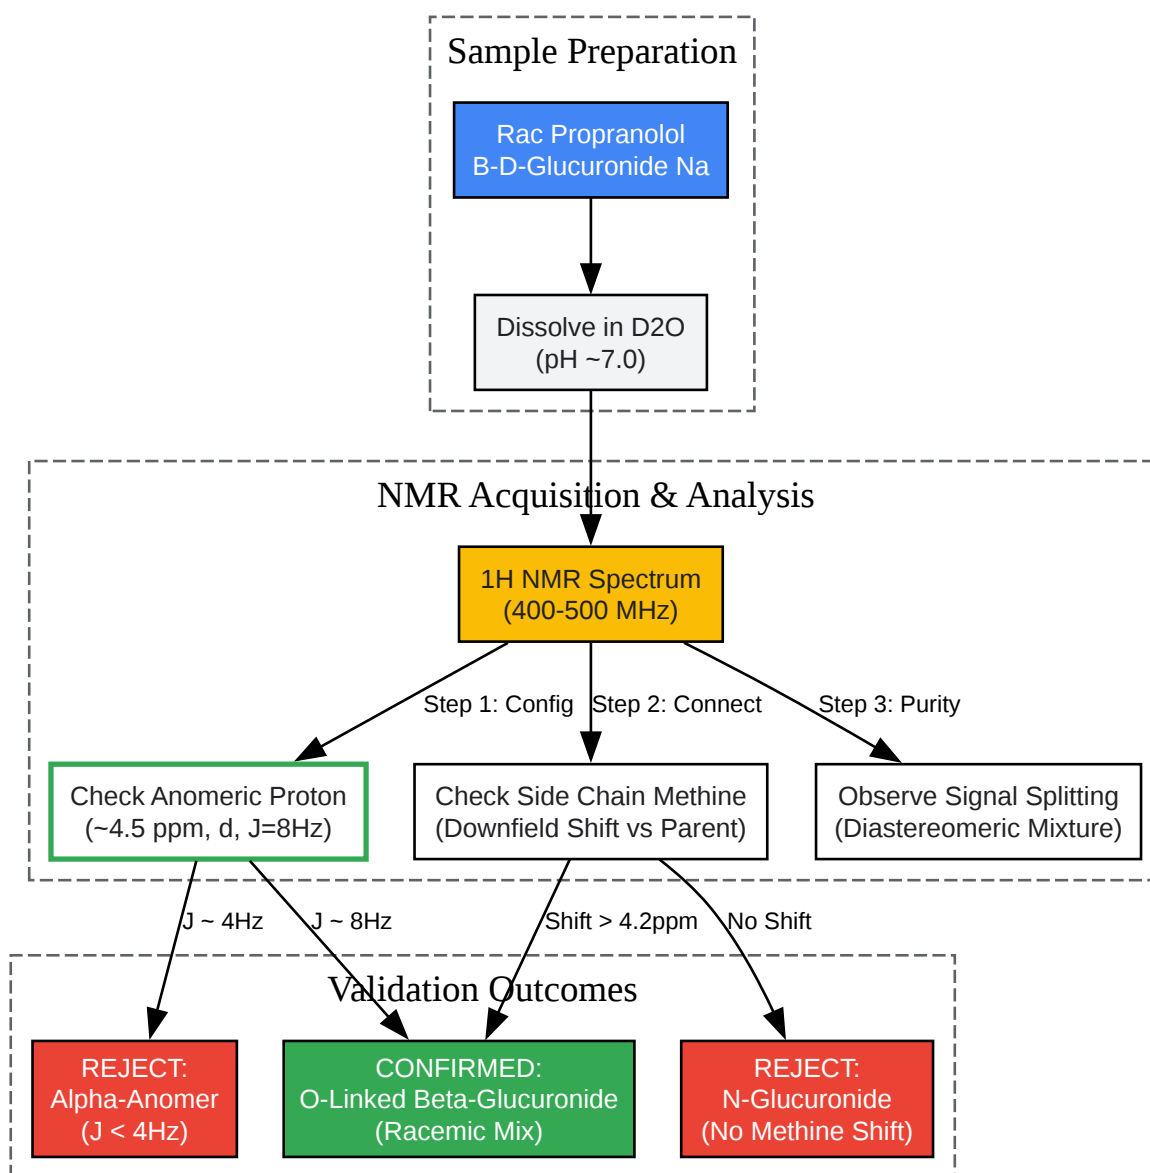 Sample Preparation
Rac Propranolol
B-D-Glucuronide Na
Dissolve in D2O
(pH ~7.0)
NMR Acquisition & Analysis
1H NMR Spectrum
(400-500 MHz)
Step 1: Config
Step 2: Connect
Step 3: Purity
Check Anomeric Proton
(~4.5 ppm, d, J=8Hz)
Check Side Chain Methine
(Downfield Shift vs Parent)
Observe Signal Splitting
(Diastereomeric Mixture)
J ~ 4Hz
J ~ 8Hz
Shift > 4.2ppm
No Shift
Validation Outcomes
REJECT:
Alpha-Anomer
(J < 4Hz)
CONFIRMED:
O-Linked Beta-Glucuronide
(Racemic Mix)
REJECT:
N-Glucuronide
(No Methine Shift)